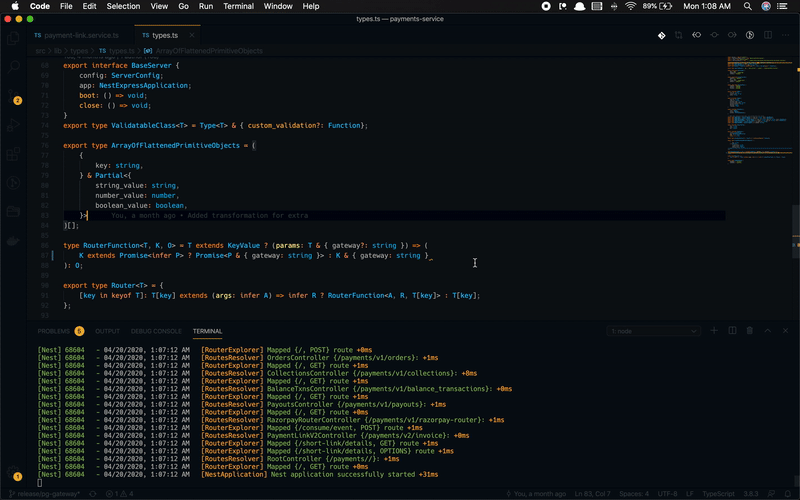 Code File Edit Selection View Go Run Terminal Window Help 89% Mon 1:08 AM
types.ts — payments-service
TS payment-link.service.ts TS types.ts ×
src › lib › types › TS types.ts › ArrayOfFlattenedPrimitiveObjects
68 export interface BaseServer {
69 config: ServerConfig;
70 app: NestExpressApplication;
71 boot: () => void;
72 close: () => void;
73 }
74 export type ValidatableClass<T> = Type<T> & { custom_validation?: Function};
75
76 export type ArrayOfFlattenedPrimitiveObjects = (
77 {
78 key: string,
79 } & Partial<{
80 string_value: string,
81 number_value: number,
82 boolean_value: boolean,
83 }> You, a month ago • Added transformation for extra
84 )[];
85
86 type RouterFunction<T, K, O> = T extends KeyValue ? (params: T & { gateway?: string }) => (
87 K extends Promise<infer P> ? Promise<P & { gateway: string }> : K & { gateway: string }
88 ): O;
89
90 export type Router<T> = {
91 [key in keyof T]: T[key] extends (args: infer A) => infer R ? RouterFunction<A, R, T[key]> : T[key];
92 };
93
PROBLEMS 5 OUTPUT DEBUG CONSOLE TERMINAL 1: node
[Nest] 68604 - 04/20/2020, 1:07:12 AM [RouterExplorer] Mapped {/, POST} route +0ms
[Nest] 68604 - 04/20/2020, 1:07:12 AM [RoutesResolver] OrdersController {/payments/v1/orders}: +1ms
[Nest] 68604 - 04/20/2020, 1:07:12 AM [RouterExplorer] Mapped {/, GET} route +1ms
[Nest] 68604 - 04/20/2020, 1:07:12 AM [RoutesResolver] CollectionsController {/payments/v1/collections}: +8ms
[Nest] 68604 - 04/20/2020, 1:07:12 AM [RouterExplorer] Mapped {/, GET} route +1ms
[Nest] 68604 - 04/20/2020, 1:07:12 AM [RoutesResolver] BalanceTxnsController {/payments/v1/balance_transactions}: +0ms
[Nest] 68604 - 04/20/2020, 1:07:12 AM [RouterExplorer] Mapped {/, GET} route +1ms
[Nest] 68604 - 04/20/2020, 1:07:12 AM [RoutesResolver] PayoutsController {/payments/v1/payouts}: +1ms
[Nest] 68604 - 04/20/2020, 1:07:12 AM [RouterExplorer] Mapped {/, GET} route +0ms
[Nest] 68604 - 04/20/2020, 1:07:12 AM [RoutesResolver] RazorpayRouterController {/payments/v1/razorpay-router}: +1ms
[Nest] 68604 - 04/20/2020, 1:07:12 AM [RouterExplorer] Mapped {/consume/event, POST} route +1ms
[Nest] 68604 - 04/20/2020, 1:07:12 AM [RoutesResolver] PaymentLinkV2Controller {/payments/v2/invoice}: +0ms
[Nest] 68604 - 04/20/2020, 1:07:12 AM [RouterExplorer] Mapped {/short-link/details, GET} route +1ms
[Nest] 68604 - 04/20/2020, 1:07:12 AM [RouterExplorer] Mapped {/short-link/details, OPTIONS} route +1ms
[Nest] 68604 - 04/20/2020, 1:07:12 AM [RoutesResolver] RootController {/payments//}: +1ms
[Nest] 68604 - 04/20/2020, 1:07:12 AM [RouterExplorer] Mapped {/, GET} route +0ms
[Nest] 68604 - 04/20/2020, 1:07:12 AM [NestApplication] Nest application successfully started +31ms
release/pg-gateway* 1 4 You, a month ago Ln 83, Col 7 Spaces: 4 UTF-8 LF TypeScript 3.8.3